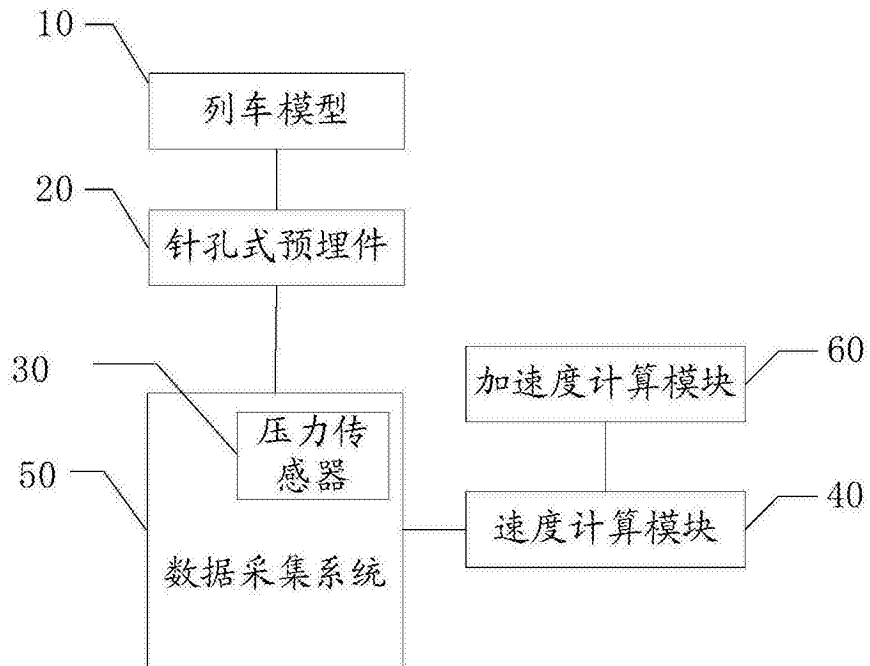 10
列车模型
20
针孔式预埋件
60
加速度计算模块
30
压力传
感器
50
40
速度计算模块
数据采集系统